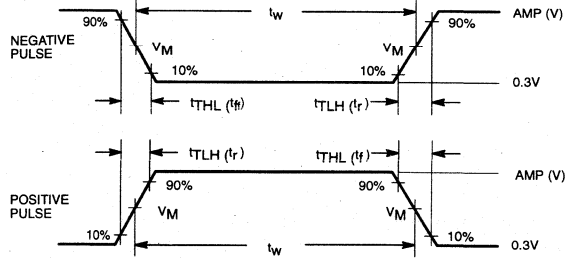 tw
AMP (V)
90%
90%
NEGATIVE
PULSE
VM
VM
10%
10%
0.3V
tTHL (tff)
tTLH (tr)
tTLH (tr)
tTHL (tf)
AMP (V)
90%
90%
POSITIVE
PULSE
VM
VM
10%
10%
0.3V
tw